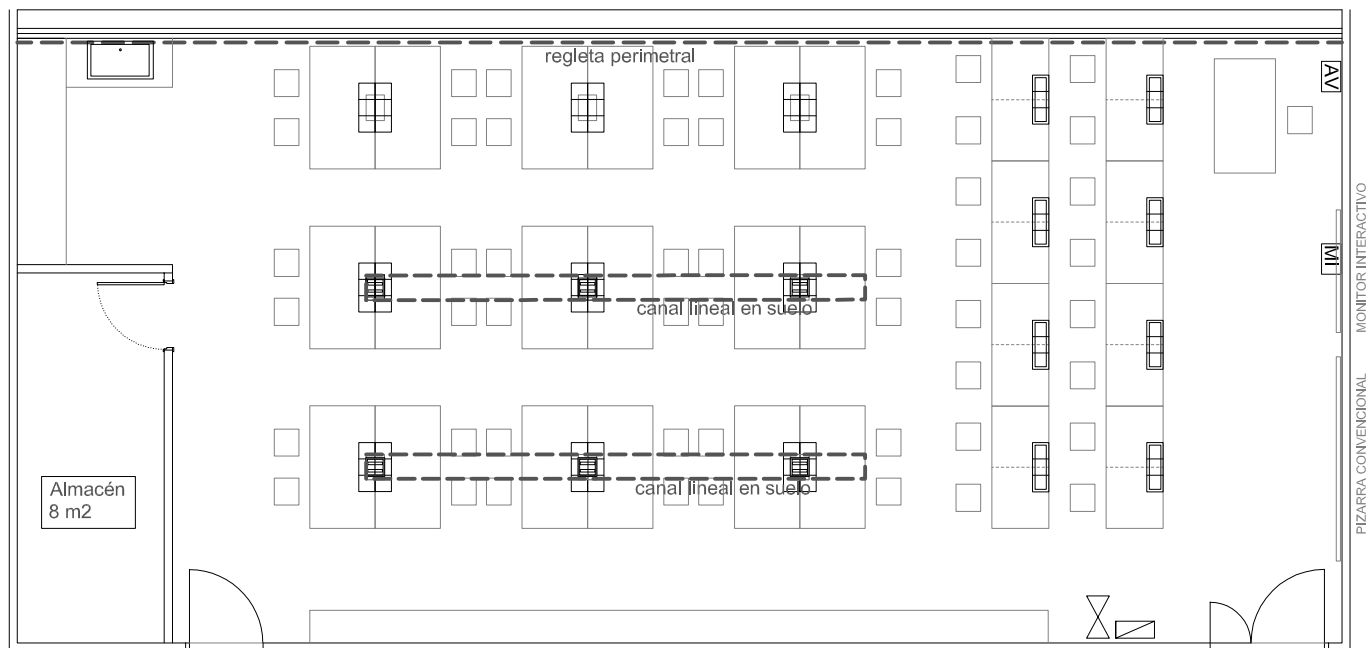 regleta perimetral
AV
MI
MONITOR INTERACTIVO
canal lineal en suelo
canal lineal en suelo
PIZARRA CONVENCIONAL
Almacén
8 m2